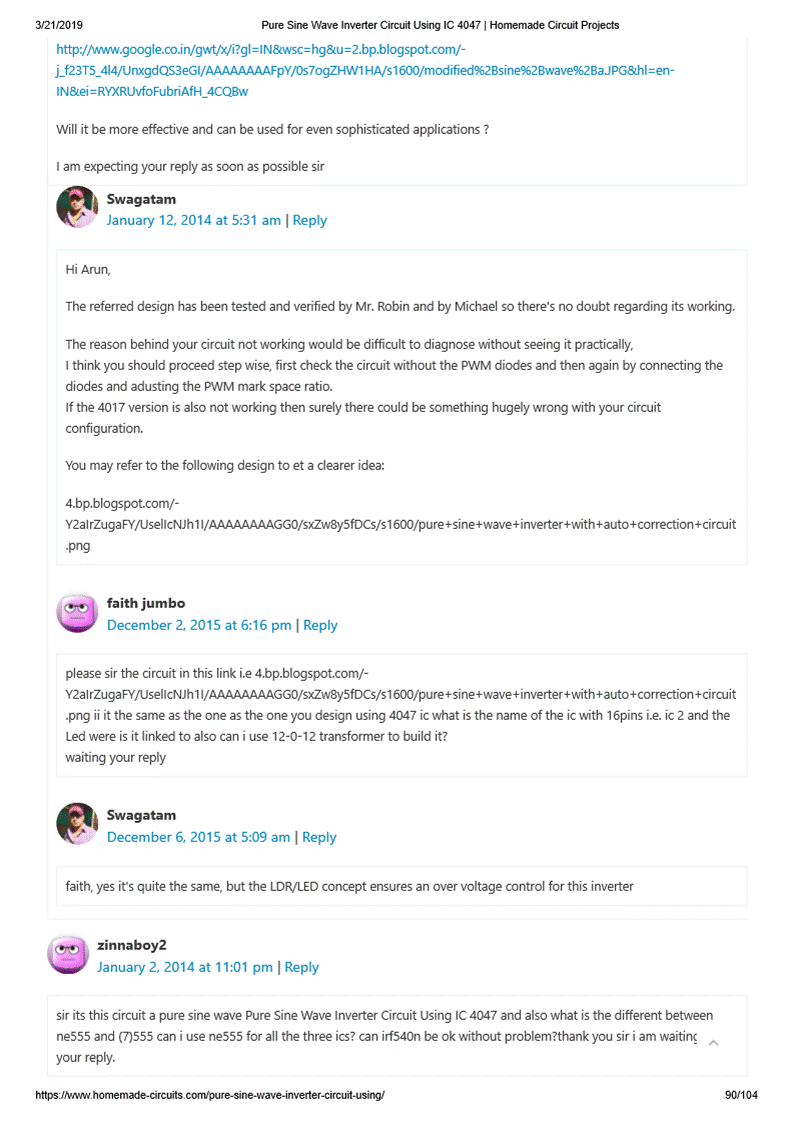 3/21/2019
Pure Sine Wave Inverter Circuit Using IC 4047 | Homemade Circuit Projects
http://www.google.co.in/gwt/x/i?gl=IN&wsc=hg&u=2.bp.blogspot.com/-
j_f23T5_4l4/UnxgdQS3eGI/AAAAAAAAFpY/0s7ogZHW1HA/s1600/modified%2Bsine%2Bwave%2BaJPG&hl=en-
IN&ei=RYXRUvfoFubriAfH_4CQBw
Will it be more effective and can be used for even sophisticated applications ?
I am expecting your reply as soon as possible sir
Swagatam
January 12, 2014 at 5:31 am | Reply
Hi Arun,
The referred design has been tested and verified by Mr. Robin and by Michael so there's no doubt regarding its working.
The reason behind your circuit not working would be difficult to diagnose without seeing it practically,
I think you should proceed step wise, first check the circuit without the PWM diodes and then again by connecting the
diodes and adusting the PWM mark space ratio.
If the 4017 version is also not working then surely there could be something hugely wrong with your circuit
configuration.
You may refer to the following design to et a clearer idea:
4.bp.blogspot.com/-
Y2aIrZugaFY/UselIcNJh1I/AAAAAAAAGG0/sxZw8y5fDCs/s1600/pure+sine+wave+inverter+with+auto+correction+circuit
.png
faith jumbo
December 2, 2015 at 6:16 pm | Reply
please sir the circuit in this link i.e 4.bp.blogspot.com/-
Y2aIrZugaFY/UselIcNJh1I/AAAAAAAAGG0/sxZw8y5fDCs/s1600/pure+sine+wave+inverter+with+auto+correction+circuit
.png ii it the same as the one as the one you design using 4047 ic what is the name of the ic with 16pins i.e. ic 2 and the
Led were is it linked to also can i use 12-0-12 transformer to build it?
waiting your reply
Swagatam
December 6, 2015 at 5:09 am | Reply
faith, yes it's quite the same, but the LDR/LED concept ensures an over voltage control for this inverter
zinnaboy2
January 2, 2014 at 11:01 pm | Reply
sir its this circuit a pure sine wave Pure Sine Wave Inverter Circuit Using IC 4047 and also what is the different between
ne555 and (7)555 can i use ne555 for all the three ics? can irf540n be ok without problem?thank you sir i am waiting
your reply.
https://www.homemade-circuits.com/pure-sine-wave-inverter-circuit-using/
90/104